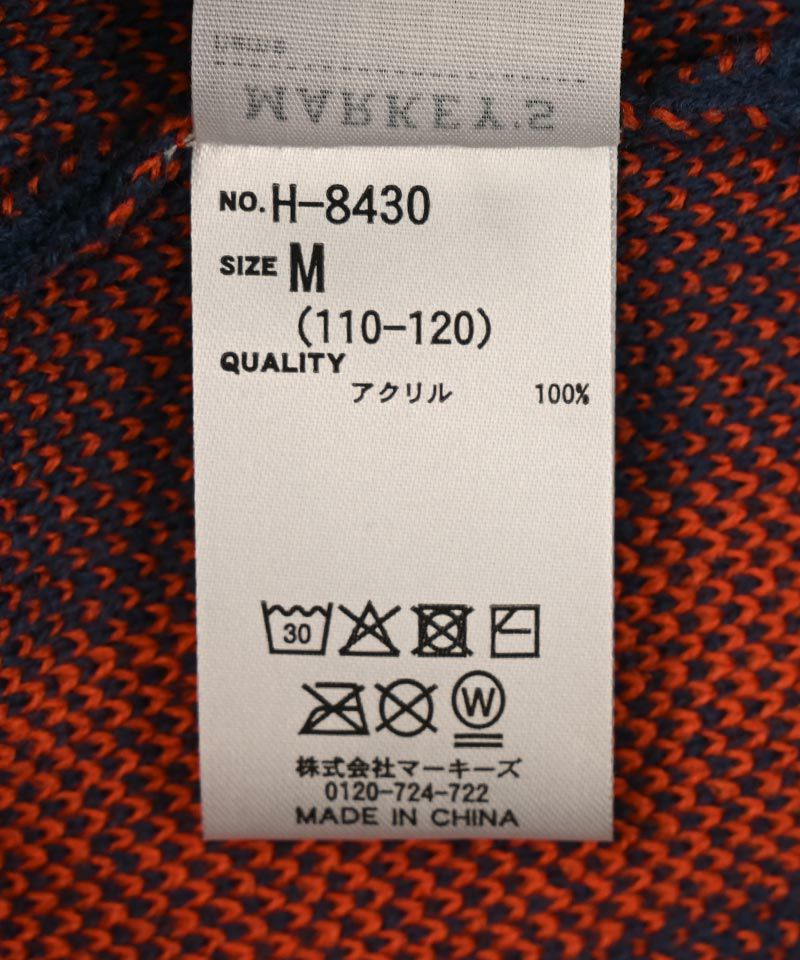 Name
MARKEY'S
NO. H-8430
SIZE M
(110-120)
QUALITY
アクリル 100%
30
W
株式会社マーキーズ
0120-724-722
MADE IN CHINA